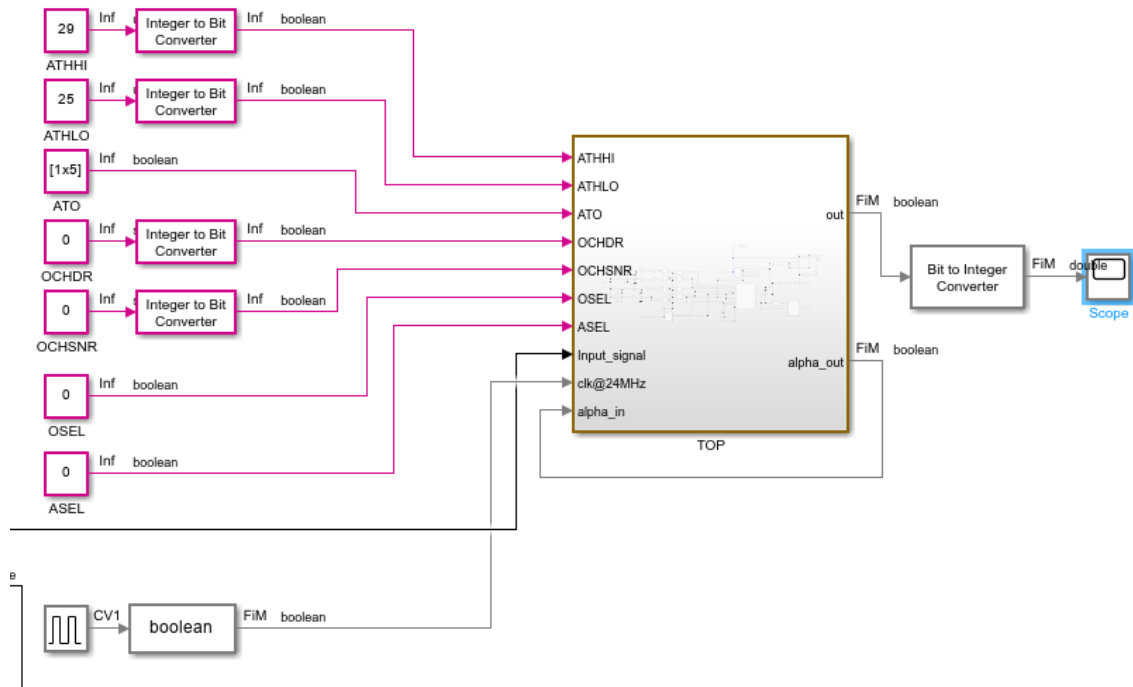 29
Inf
Integer to Bit
Converter
Inf boolean
ATHHI
25
Inf
Integer to Bit
Converter
Inf boolean
ATHLO
[1x5]
Inf boolean
ATO
0
Inf
Integer to Bit
Converter
Inf boolean
OCHDR
0
Inf
Integer to Bit
Converter
Inf boolean
OCHSNR
0
Inf boolean
OSEL
0
Inf boolean
ASEL
ATHHI
ATHLO
ATO
OCHDR
OCHSNR
OSEL
ASEL
Input_signal
clk@24MHz
alpha_in
out
alpha_out
TOP
FiM boolean
FiM boolean
Bit to Integer
Converter
FiM double
Scope
e
CV1
boolean
FiM boolean